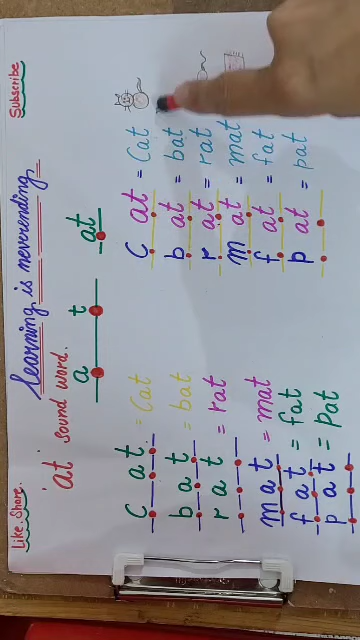 Like. Share. learning is neverending Subscribe
'at' sound word. a t at
c at = Cat c at = Cat
b a t = bat b at = bat
r a t = rat r at = rat
m a t = mat m at = mat
f a t = fat f at = fat
p a t = Pat p at = pat